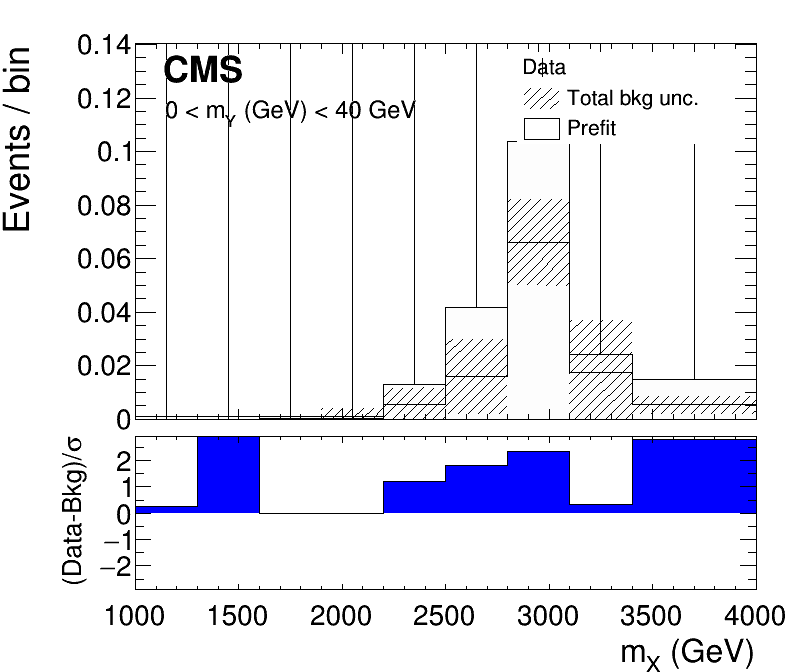 CMS
0 < mY (GeV) < 40 GeV
Data
Total bkg unc.
Prefit
Events / bin
0.14
0.12
0.1
0.08
0.06
0.04
0.02
0
(Data-Bkg)/σ
2
1
0
−1
−2
1000 1500 2000 2500 3000 3500 4000
mX (GeV)